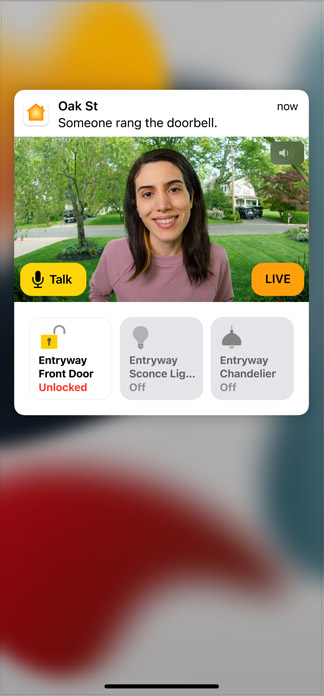 Oak St
now
Someone rang the doorbell.
Talk
LIVE
Entryway
Front Door
Unlocked
Entryway
Sconce Lig...
Off
Entryway
Chandelier
Off